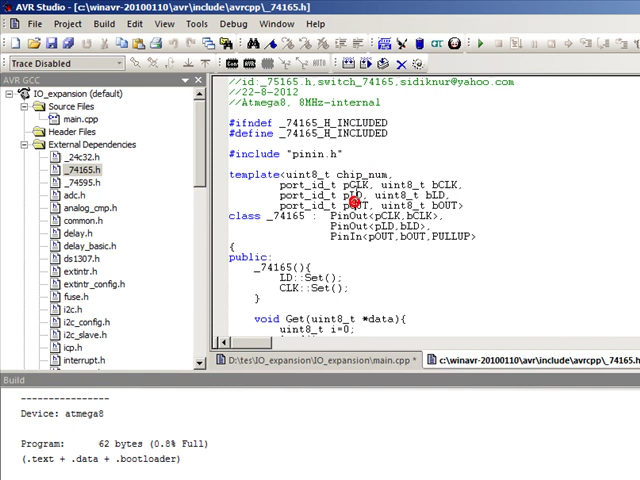 AVR Studio - [c:\winavr-20100110\avr\include\avrcpp\_74165.h]
File Project Build Edit View Tools Debug Window Help
Trace Disabled
AVR GCC
IO_expansion (default)
Source Files
main.cpp
Header Files
External Dependencies
_24c32.h
_74165.h
_74595.h
adc.h
analog_cmp.h
common.h
delay.h
delay_basic.h
ds1307.h
extintr.h
extintr_config.h
fuse.h
i2c.h
i2c_config.h
i2c_slave.h
icp.h
interrupt.h
//id:_75165.h,switch_74165,sidiknur@yahoo.com
//22-8-2012
//Atmega8, 8MHz-internal
#ifndef _74165_H_INCLUDED
#define _74165_H_INCLUDED
#include "pinin.h"
template<uint8_t chip_num,
port_id_t pCLK, uint8_t bCLK,
port_id_t pLD, uint8_t bLD,
port_id_t pOUT, uint8_t bOUT>
class _74165 : PinOut<pCLK,bCLK>,
PinOut<pLD,bLD>,
PinIn<pOUT,bOUT,PULLUP>
{
public:
_74165(){
LD::Set();
CLK::Set();
}
void Get(uint8_t *data){
uint8_t i=0;
D:\tes\IO_expansion\IO_expansion\main.cpp *
c:\winavr-20100110\avr\include\avrcpp\_74165.h
Build
---------------
Device: atmega8
Program: 62 bytes (0.8% Full)
(.text + .data + .bootloader)